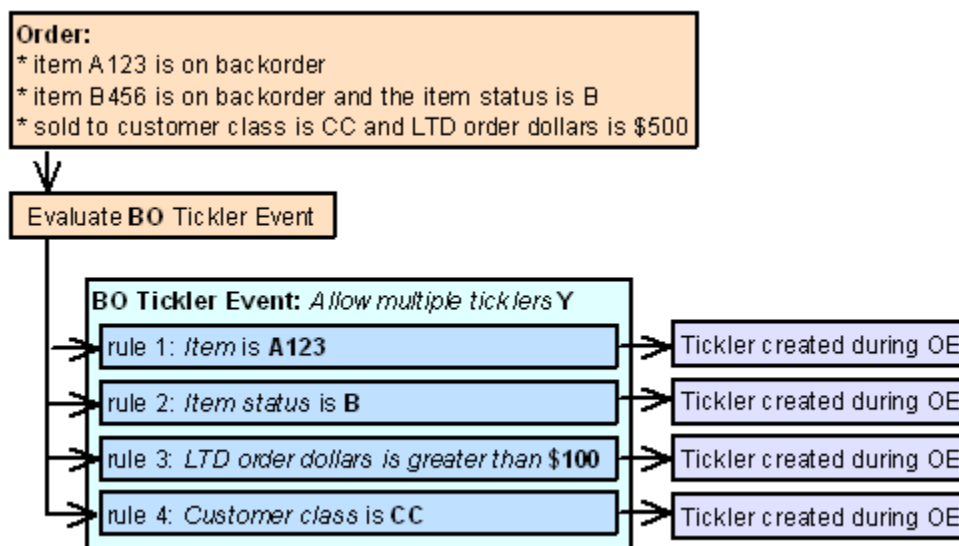 Order:
* item A123 is on backorder
* item B456 is on backorder and the item status is B
* sold to customer class is CC and LTD order dollars is $500
Evaluate BO Tickler Event
BO Tickler Event: Allow multiple ticklers Y
rule 1: Item is A123
Tickler created during OE
rule 2: Item status is B
Tickler created during OE
rule 3: LTD order dollars is greater than $100
Tickler created during OE
rule 4: Customer class is CC
Tickler created during OE